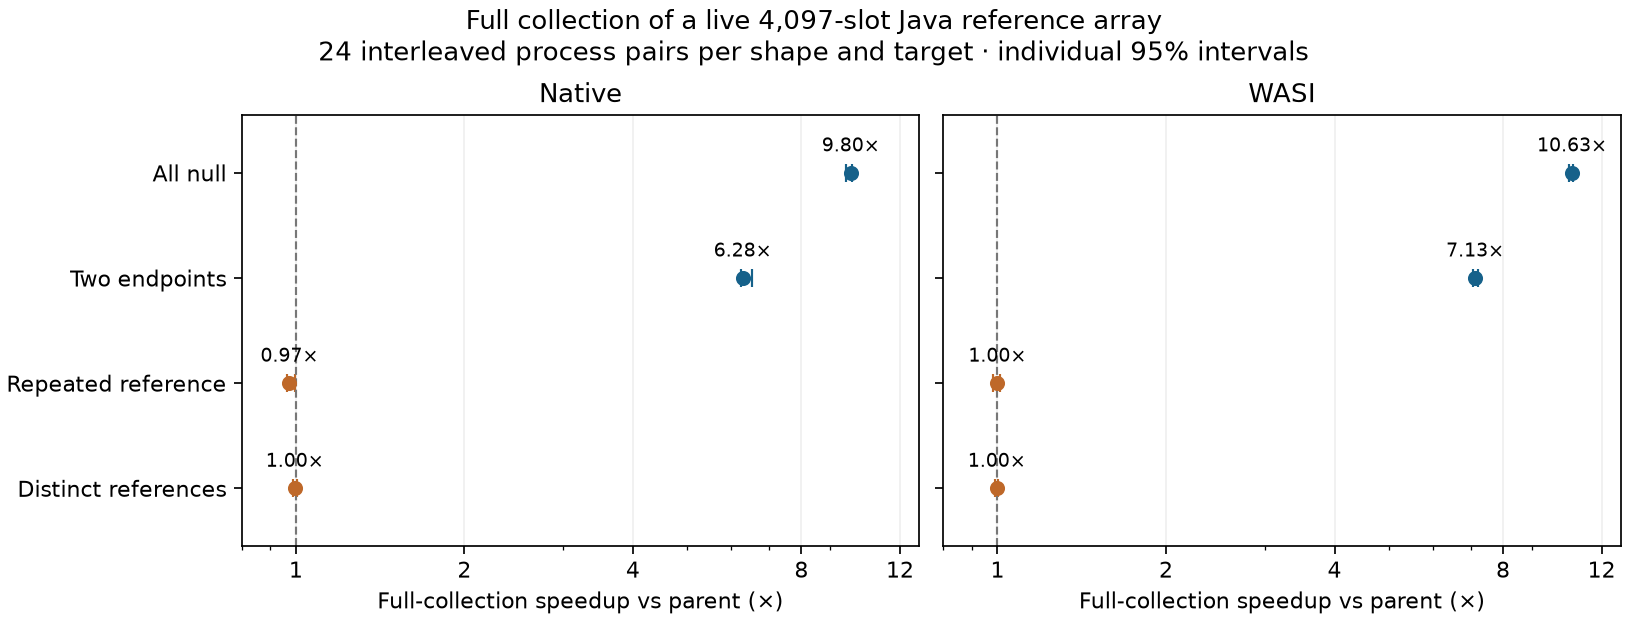 Full collection of a live 4,097-slot Java reference array
24 interleaved process pairs per shape and target · individual 95% intervals
Native
WASI
All null
Two endpoints
Repeated reference
Distinct references
9.80×
6.28×
0.97×
1.00×
10.63×
7.13×
1.00×
1.00×
1 2 4 8 12
1 2 4 8 12
Full-collection speedup vs parent (×)
Full-collection speedup vs parent (×)